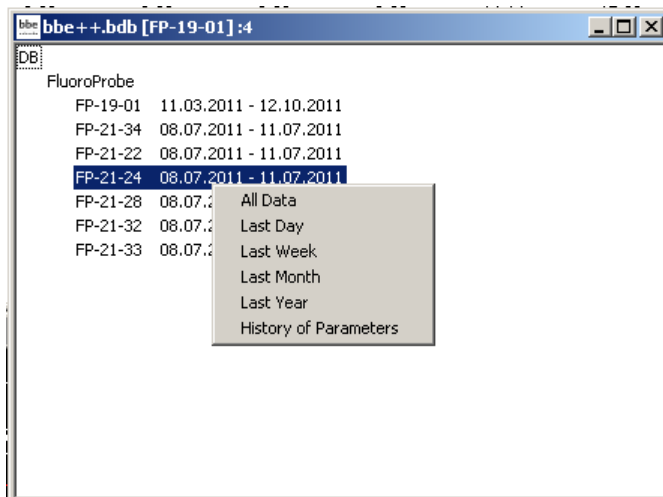 bbe bbe++.bdb [FP-19-01] :4
DB
FluoroProbe
FP-19-01 11.03.2011 - 12.10.2011
FP-21-34 08.07.2011 - 11.07.2011
FP-21-22 08.07.2011 - 11.07.2011
FP-21-24 08.07.2011 - 11.07.2011
FP-21-28 08.07.2
FP-21-32 08.07.2
FP-21-33 08.07.2
All Data
Last Day
Last Week
Last Month
Last Year
History of Parameters